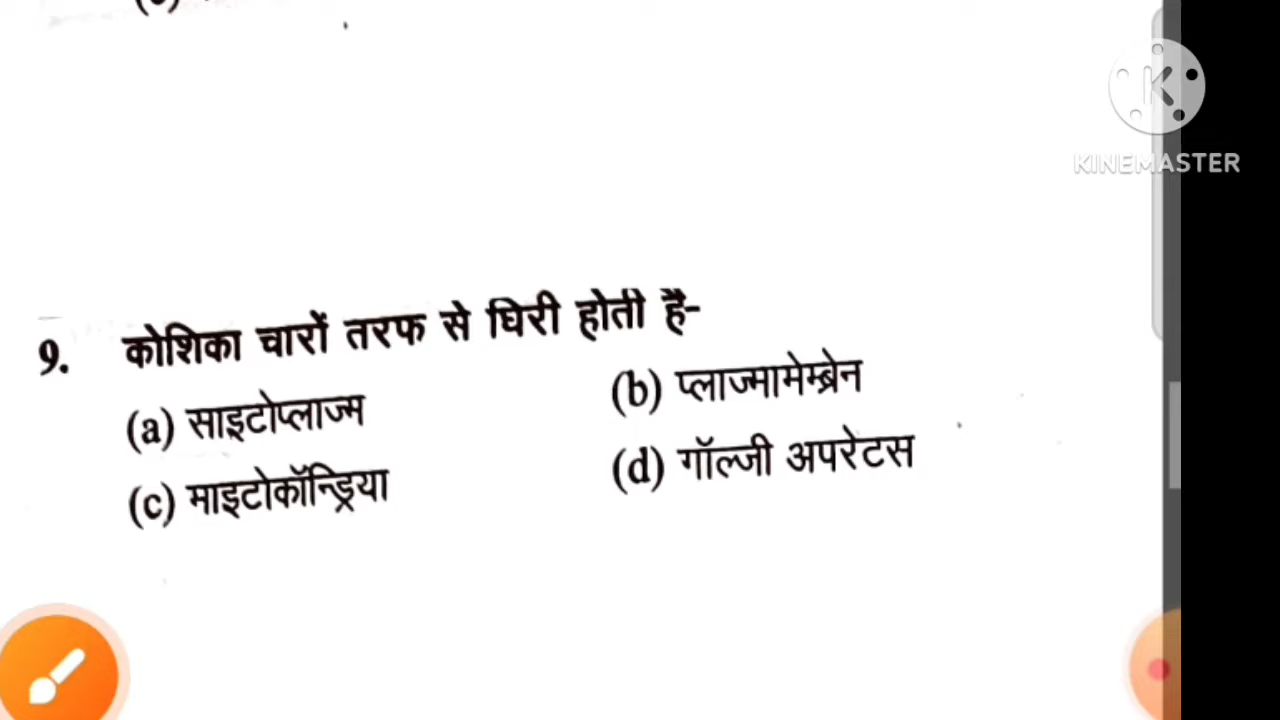 KINEMASTER
9. कोशिका चारों तरफ से घिरी होती है-
(a) साइटोप्लाज्म (b) प्लाज्मामेम्ब्रेन
(c) माइटोकॉन्ड्रिया (d) गॉल्जी अपरेटस